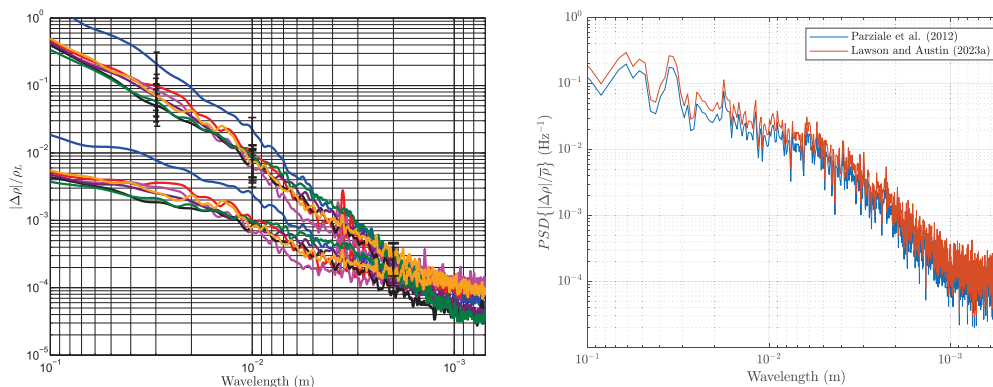 10^0
10^-1
10^-2
10^-3
10^-4
10^-5
|Δρ|/ρ_L
10^-1
10^-2
10^-3
Wavelength (m)
10^0
10^-1
10^-2
10^-3
10^-4
PSD{|Δρ|/ρ̅} (Hz^-1)
Parziale et al. (2012)
Lawson and Austin (2023a)
10^-1
10^-2
10^-3
Wavelength (m)